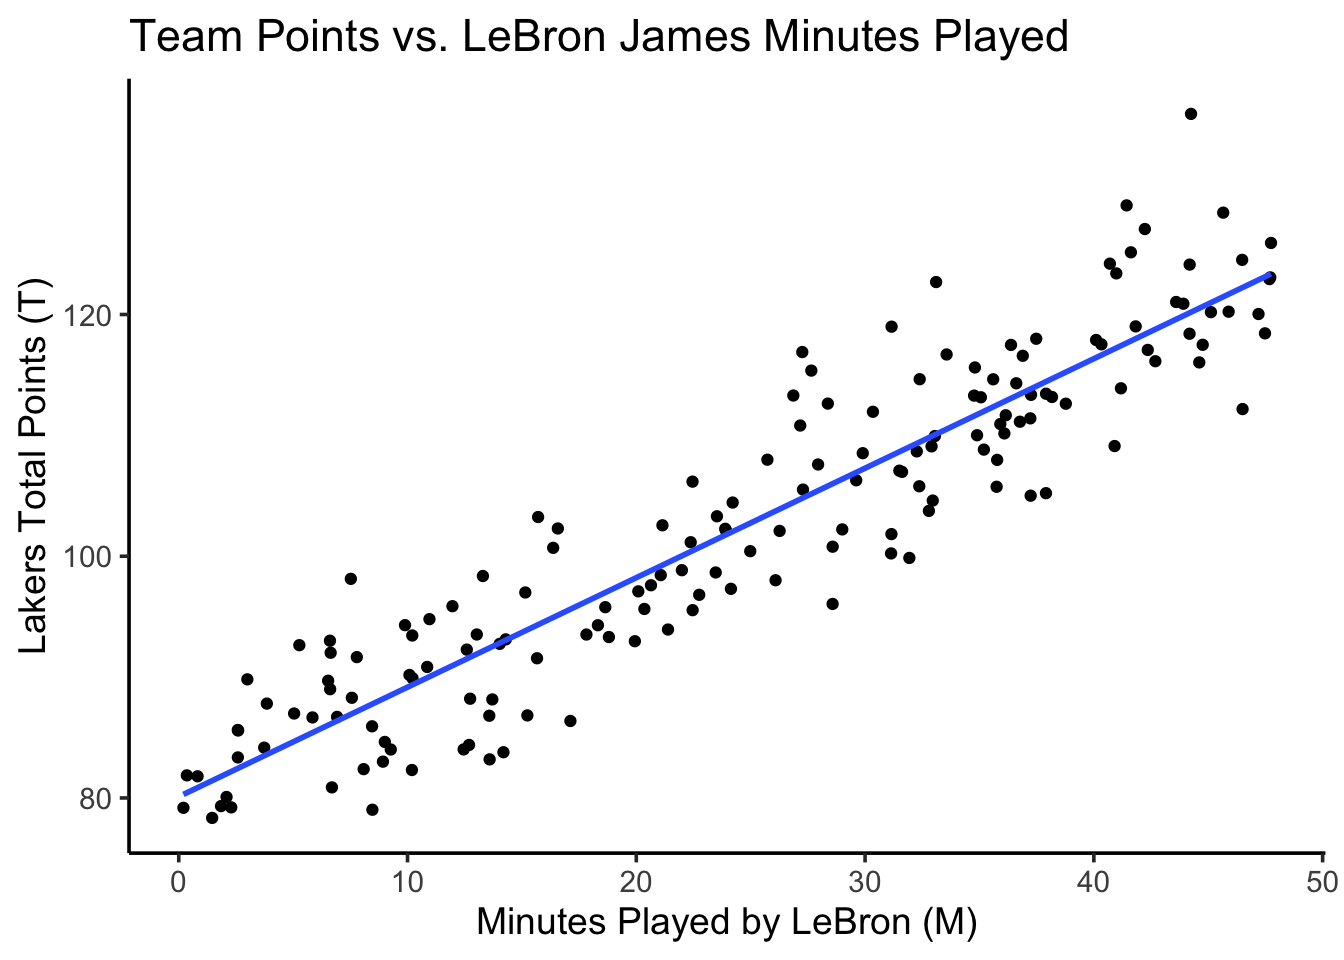 Team Points vs. LeBron James Minutes Played
Lakers Total Points (T)
120
100
80
0 10 20 30 40 50
Minutes Played by LeBron (M)